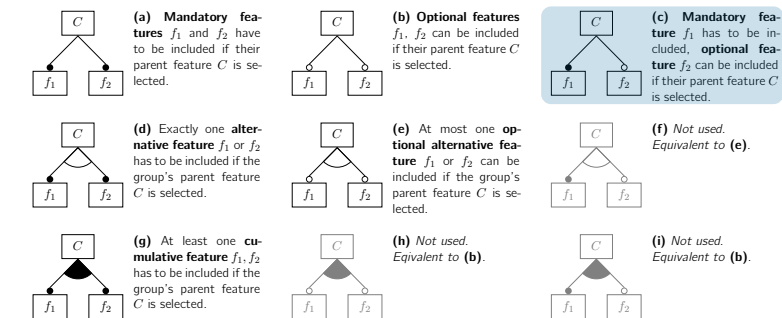 C
f1
f2
(a) Mandatory fea-
tures f1 and f2 have
to be included if their
parent feature C is se-
lected.
C
f1
f2
(b) Optional features
f1, f2 can be included
if their parent feature C
is selected.
C
f1
f2
(c) Mandatory fea-
ture f1 has to be in-
cluded, optional fea-
ture f2 can be included
if their parent feature C
is selected.
C
f1
f2
(d) Exactly one alter-
native feature f1 or f2
has to be included if the
group's parent feature
C is selected.
C
f1
f2
(e) At most one op-
tional alternative fea-
ture f1 or f2 can be
included if the group's
parent feature C is se-
lected.
C
f1
f2
(f) Not used.
Equivalent to (e).
C
f1
f2
(g) At least one cu-
mulative feature f1, f2
has to be included if the
group's parent feature
C is selected.
C
f1
f2
(h) Not used.
Eqivalent to (b).
C
f1
f2
(i) Not used.
Equivalent to (b).